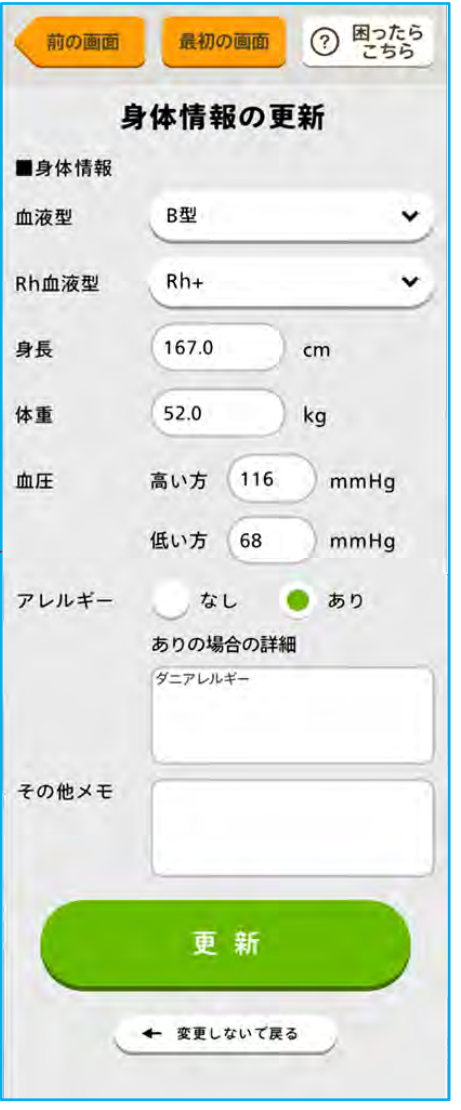 前の画面 最初の画面 ? 困ったら
こちら
身体情報の更新
■身体情報
血液型 B型
Rh血液型 Rh+
身長 167.0 cm
体重 52.0 kg
血圧 高い方 116 mmHg
低い方 68 mmHg
アレルギー なし あり
ありの場合の詳細
ダニアレルギー
その他メモ
更 新
← 変更しないで戻る